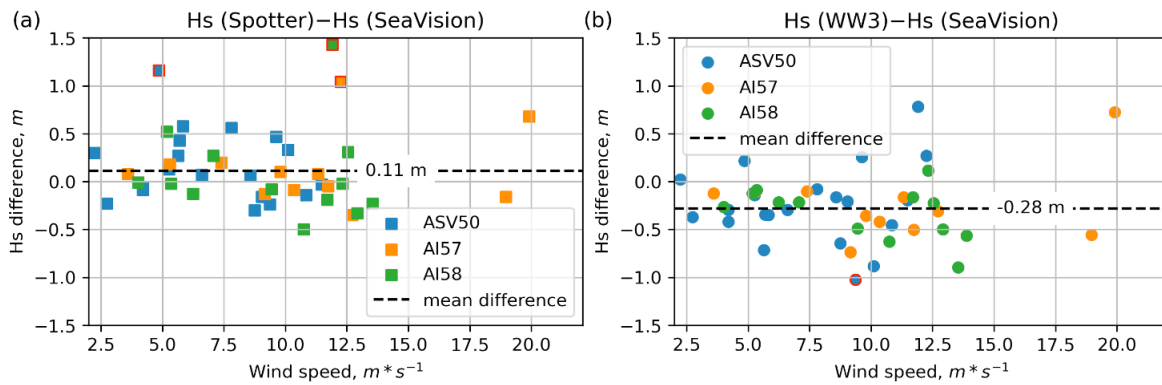 (a) Hs (Spotter)−Hs (SeaVision)
1.5
1.0
0.5
0.0
−0.5
−1.0
−1.5
Hs difference, m
0.11 m
ASV50
AI57
AI58
mean difference
2.5 5.0 7.5 10.0 12.5 15.0 17.5 20.0
Wind speed, m * s⁻¹
(b) Hs (WW3)−Hs (SeaVision)
1.5
1.0
0.5
0.0
−0.5
−1.0
−1.5
Hs difference, m
ASV50
AI57
AI58
mean difference
-0.28 m
2.5 5.0 7.5 10.0 12.5 15.0 17.5 20.0
Wind speed, m * s⁻¹